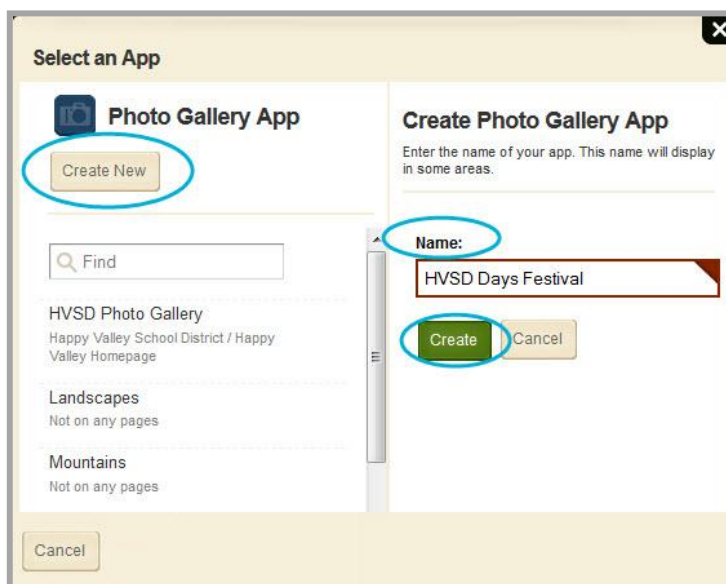 Select an App
Photo Gallery App
Create New
Find
HVSD Photo Gallery
Happy Valley School District / Happy
Valley Homepage
Landscapes
Not on any pages
Mountains
Not on any pages
Cancel
Create Photo Gallery App
Enter the name of your app. This name will display
in some areas.
Name:
HVSD Days Festival
Create
Cancel